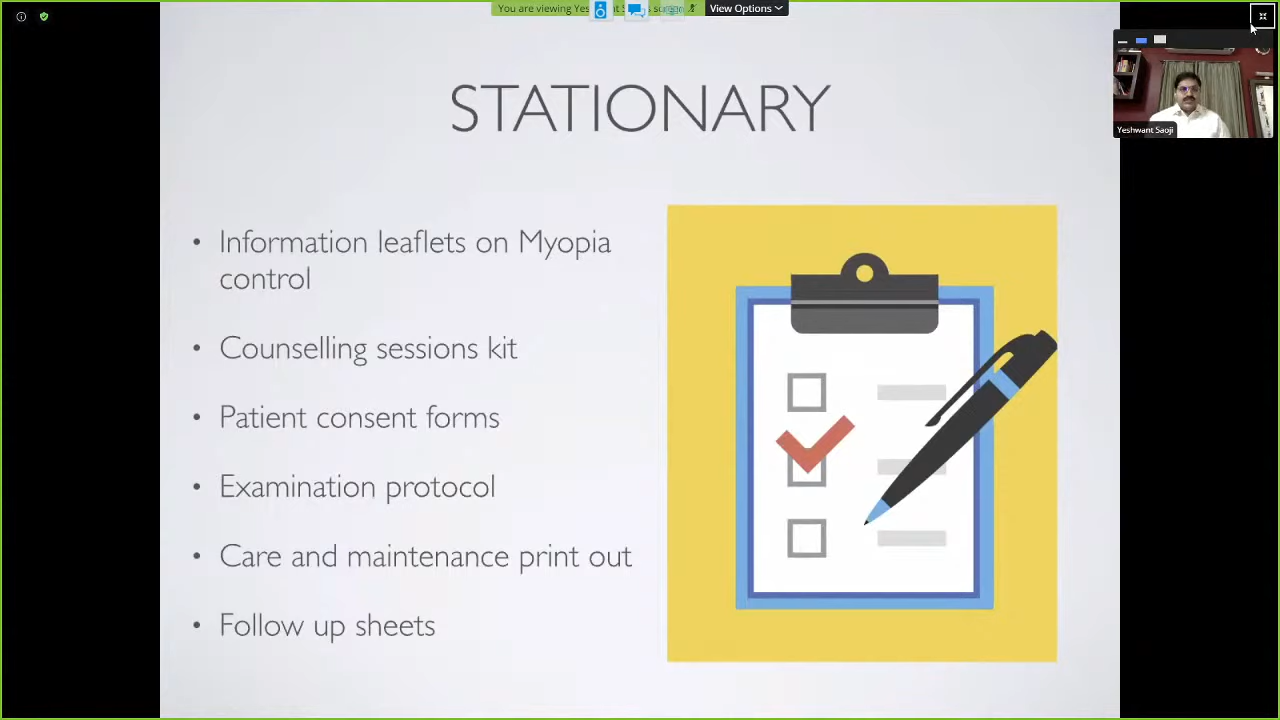 You are viewing Yes
View Options
Yeshwant Saoji
STATIONARY
• Information leaflets on Myopia
control
• Counselling sessions kit
• Patient consent forms
• Examination protocol
• Care and maintenance print out
• Follow up sheets